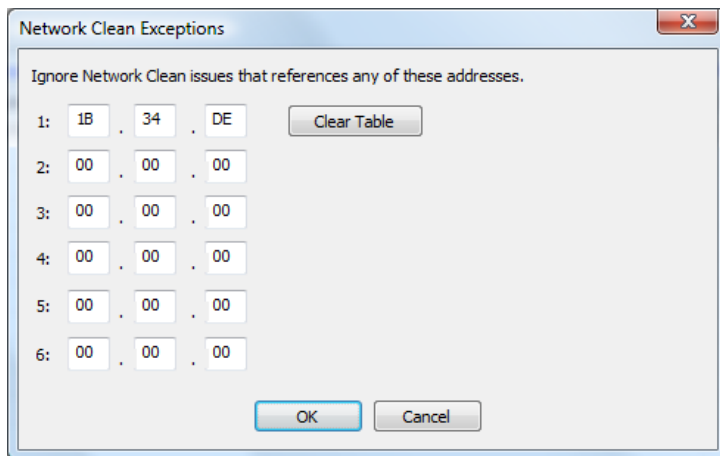 Network Clean Exceptions
X
Ignore Network Clean issues that references any of these addresses.
1: 1B . 34 . DE Clear Table
2: 00 . 00 . 00
3: 00 . 00 . 00
4: 00 . 00 . 00
5: 00 . 00 . 00
6: 00 . 00 . 00
OK Cancel